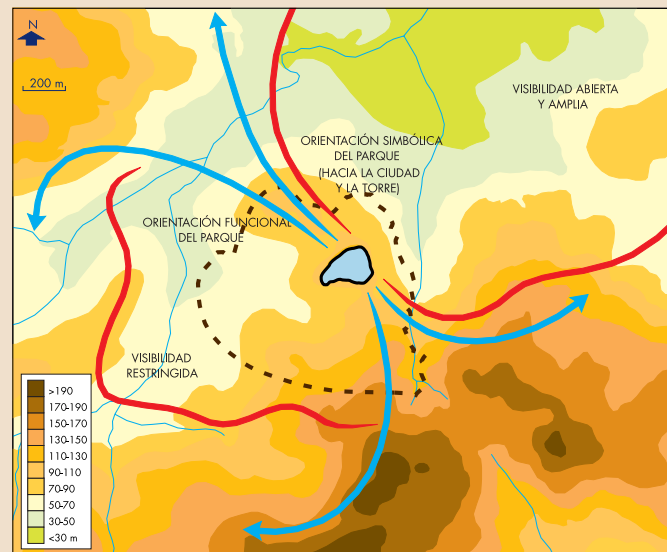 N
200 m
VISIBILIDAD ABIERTA
Y AMPLIA
ORIENTACIÓN SIMBÓLICA
DEL PARQUE
(HACIA LA CIUDAD
Y LA TORRE)
ORIENTACIÓN FUNCIONAL
DEL PARQUE
VISIBILIDAD
RESTRINGIDA
>190
170-190
150-170
130-150
110-130
90-110
70-90
50-70
30-50
<30 m